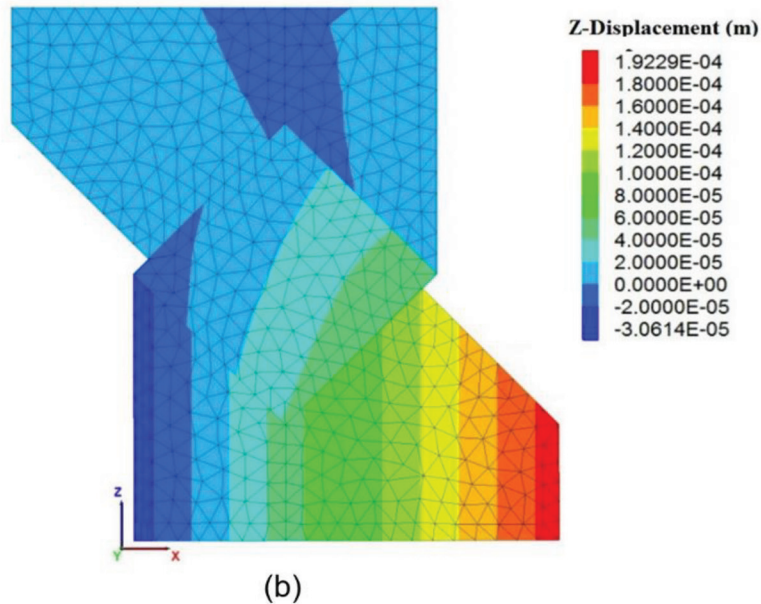 Z-Displacement (m)
1.9229E-04
1.8000E-04
1.6000E-04
1.4000E-04
1.2000E-04
1.0000E-04
8.0000E-05
6.0000E-05
4.0000E-05
2.0000E-05
0.0000E+00
-2.0000E-05
-3.0614E-05
Z
Y
X
(b)